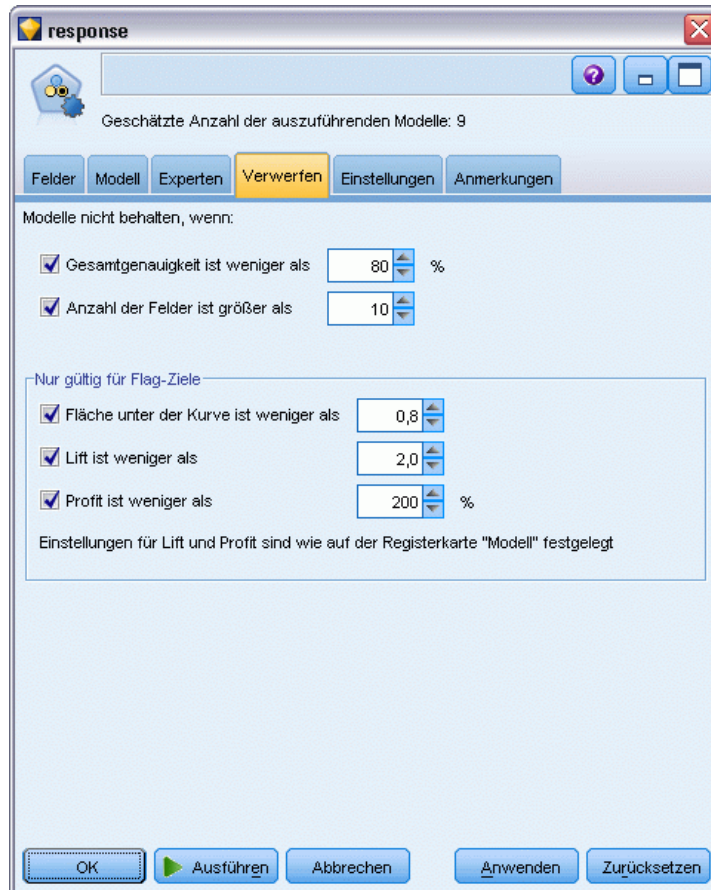 response
Geschätzte Anzahl der auszuführenden Modelle: 9
Felder Modell Experten Verwerfen Einstellungen Anmerkungen
Modelle nicht behalten, wenn:
Gesamtgenauigkeit ist weniger als 80 %
Anzahl der Felder ist größer als 10
Nur gültig für Flag-Ziele
Fläche unter der Kurve ist weniger als 0,8
Lift ist weniger als 2,0
Profit ist weniger als 200 %
Einstellungen für Lift und Profit sind wie auf der Registerkarte "Modell" festgelegt
OK Ausführen Abbrechen Anwenden Zurücksetzen